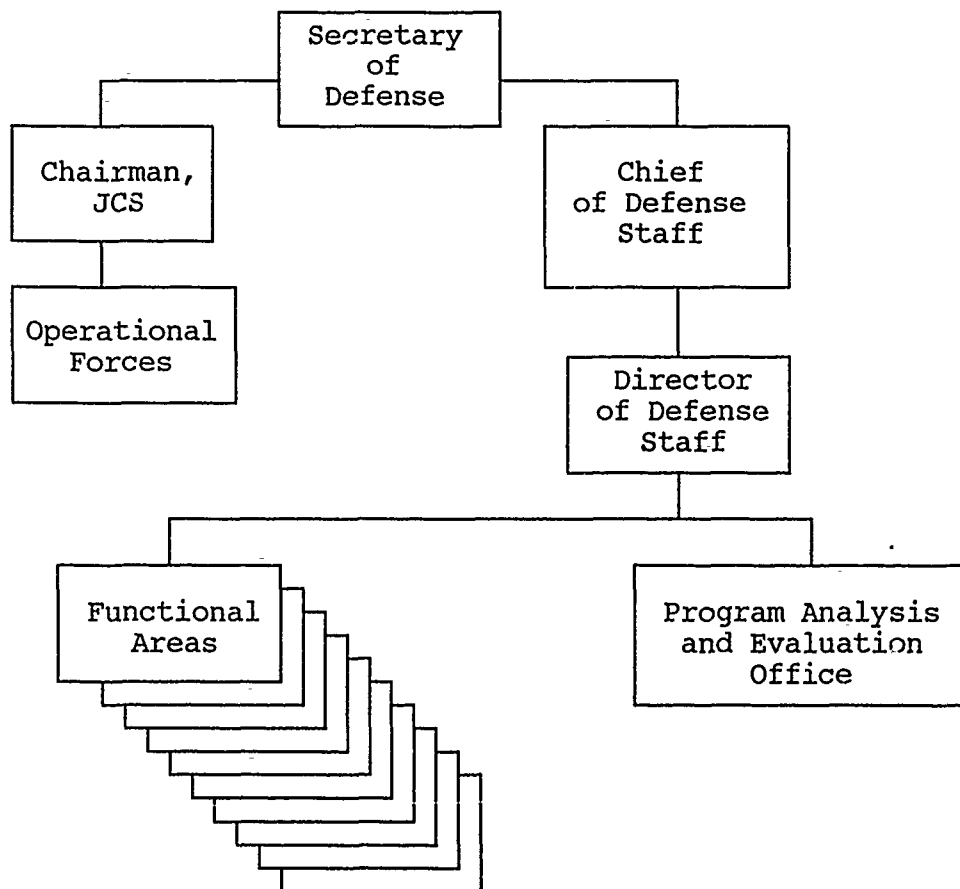 Secretary
of
Defense
Chairman,
JCS
Chief
of Defense
Staff
Operational
Forces
Director
of Defense
Staff
Functional
Areas
Program Analysis
and Evaluation
Office